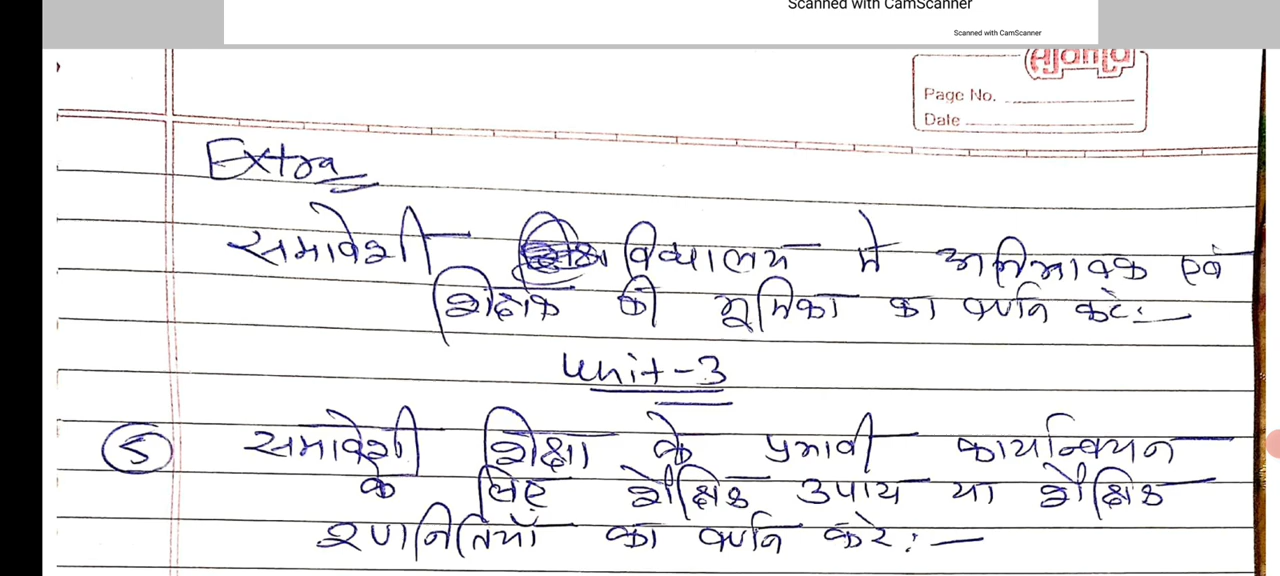 Scanned with CamScanner
Scanned with CamScanner
Page No.
Date
Extra
समावेशी विद्यालय मे अभिभावक एवं
शिक्षक की भूमिका का वर्णन करे:—
Unit-3
5 समावेशी शिक्षा के प्रभावी कार्यान्वियन
के लिए शैक्षिक उपाय या शैक्षिक
रणनितियाँ का वर्णन करे:—